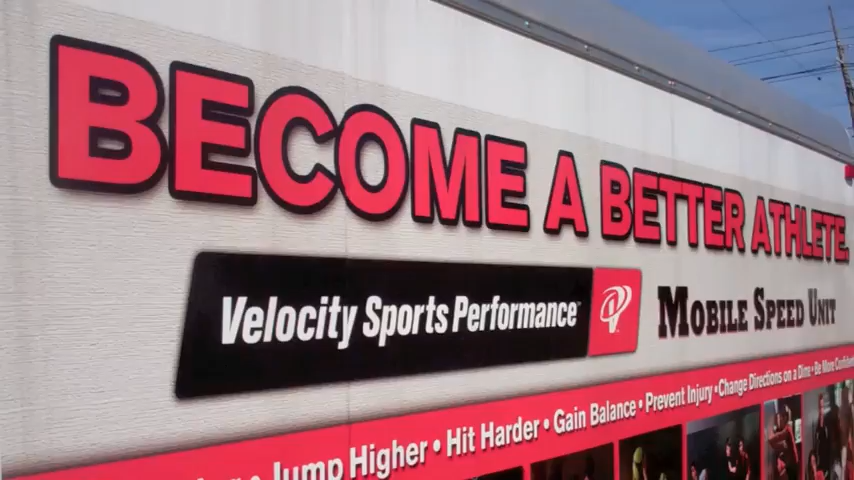 BECOME A BETTER ATHLETE.
Velocity Sports Performance™ MOBILE SPEED UNIT
Jump Higher • Hit Harder • Gain Balance • Prevent Injury • Change Directions on a Dime • Be More Confident